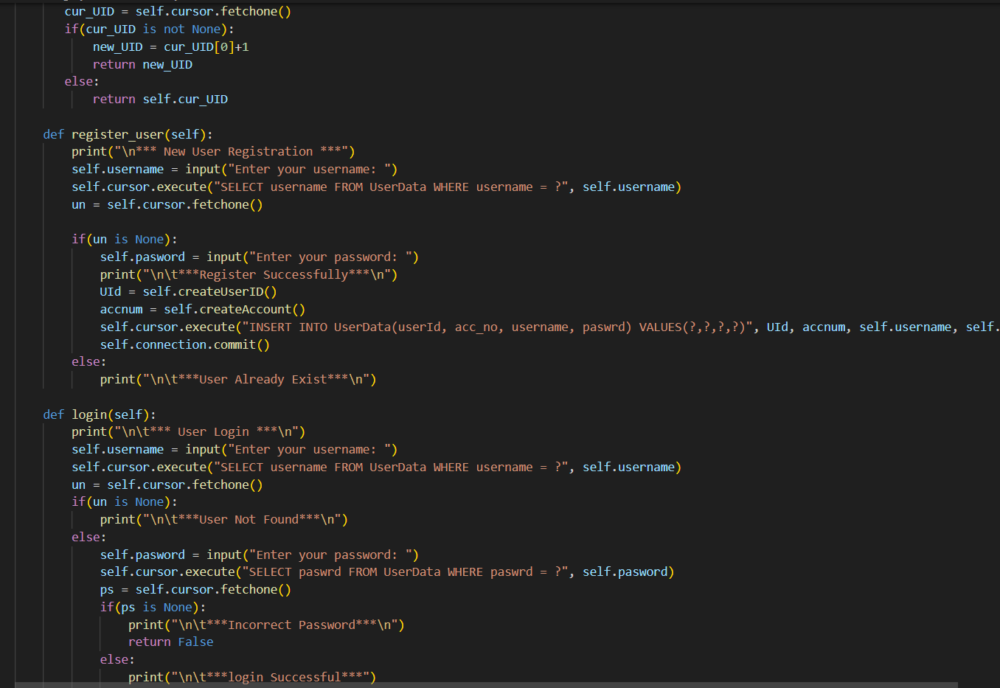 cur_UID = self.cursor.fetchone()
if(cur_UID is not None):
new_UID = cur_UID[0]+1
return new_UID
else:
return self.cur_UID
def register_user(self):
print("\n*** New User Registration ***")
self.username = input("Enter your username: ")
self.cursor.execute("SELECT username FROM UserData WHERE username = ?", self.username)
un = self.cursor.fetchone()
if(un is None):
self.pasword = input("Enter your password: ")
print("\n\t***Register Successfully***\n")
UId = self.createUserID()
accnum = self.createAccount()
self.cursor.execute("INSERT INTO UserData(userId, acc_no, username, paswrd) VALUES(?,?,?,?)", UId, accnum, self.username, self.
self.connection.commit()
else:
print("\n\t***User Already Exist***\n")
def login(self):
print("\n\t*** User Login ***\n")
self.username = input("Enter your username: ")
self.cursor.execute("SELECT username FROM UserData WHERE username = ?", self.username)
un = self.cursor.fetchone()
if(un is None):
print("\n\t***User Not Found***\n")
else:
self.pasword = input("Enter your password: ")
self.cursor.execute("SELECT paswrd FROM UserData WHERE paswrd = ?", self.pasword)
ps = self.cursor.fetchone()
if(ps is None):
print("\n\t***Incorrect Password***\n")
return False
else:
print("\n\t***login Successful***")